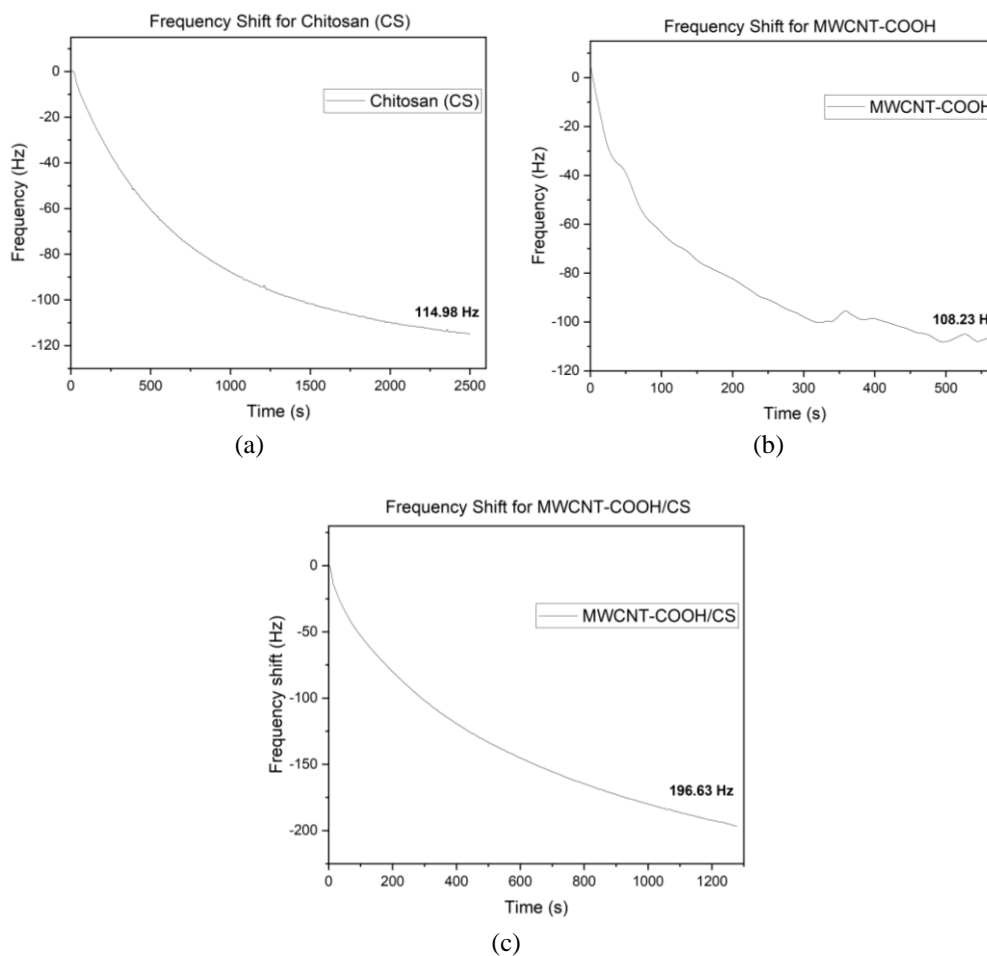 Frequency Shift for Chitosan (CS)
Chitosan (CS)
Frequency (Hz)
0
-20
-40
-60
-80
-100
-120
114.98 Hz
0 500 1000 1500 2000 2500
Time (s)
(a)
Frequency Shift for MWCNT-COOH
MWCNT-COOH
Frequency (Hz)
0
-20
-40
-60
-80
-100
-120
108.23 H
0 100 200 300 400 500
Time (s)
(b)
Frequency Shift for MWCNT-COOH/CS
MWCNT-COOH/CS
Frequency shift (Hz)
0
-50
-100
-150
-200
196.63 Hz
0 200 400 600 800 1000 1200
Time (s)
(c)